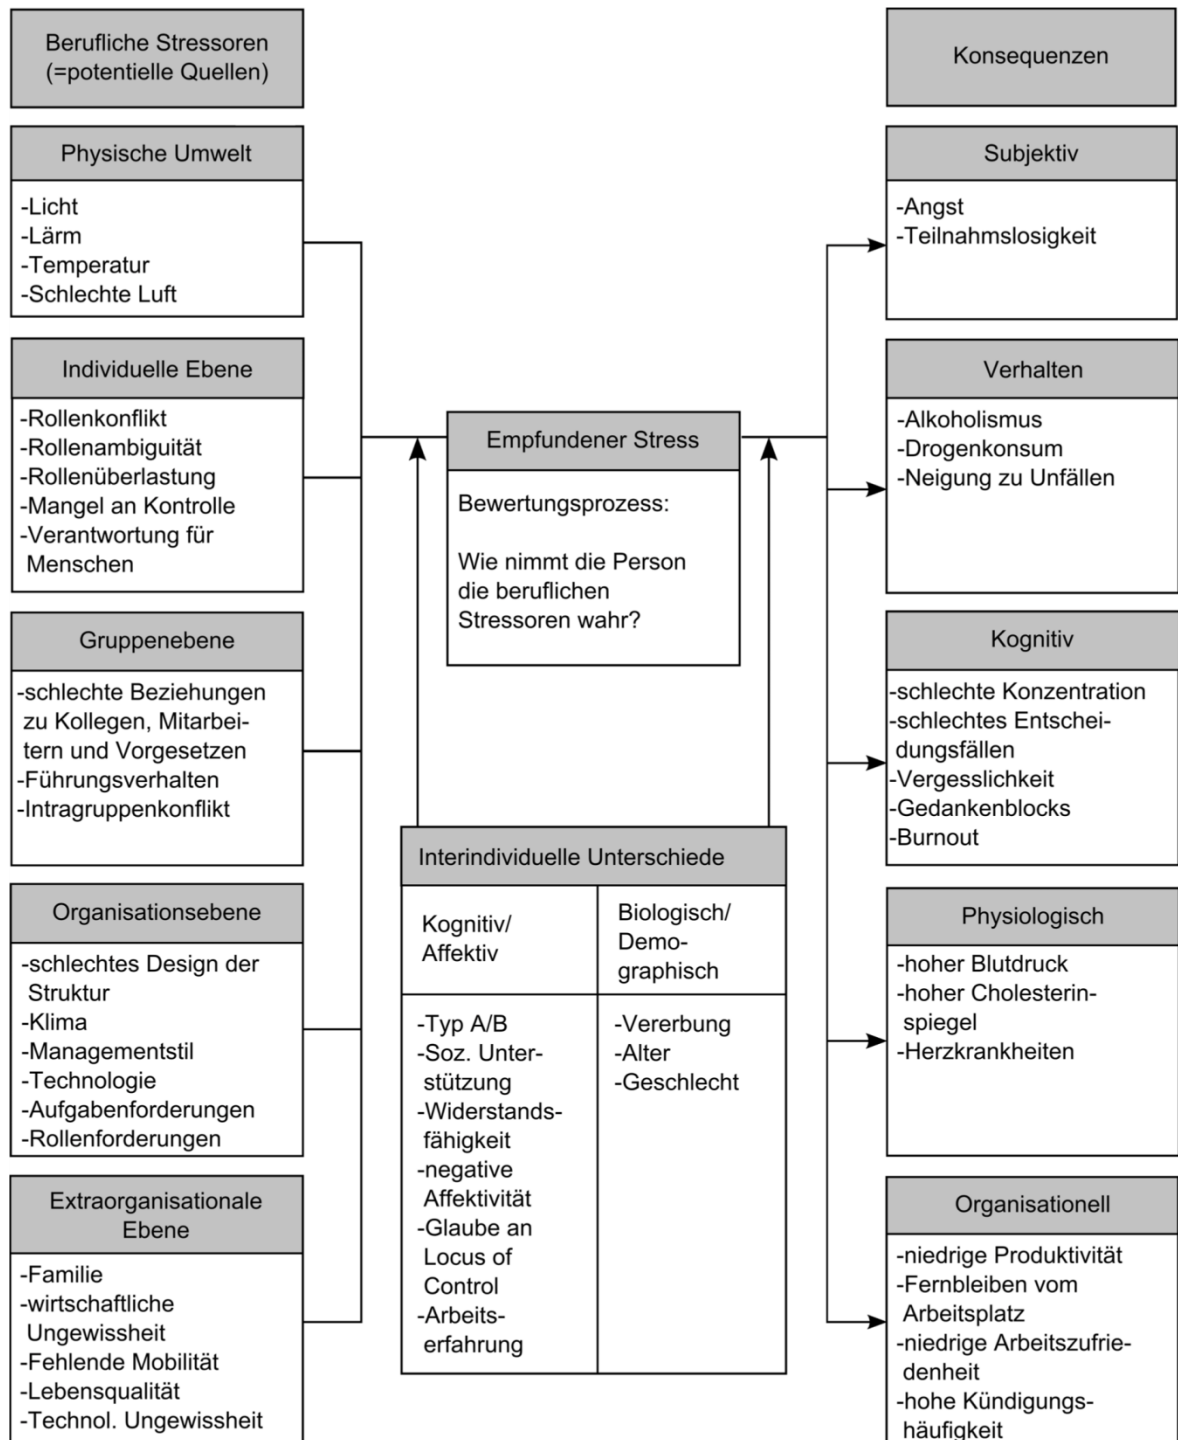 Berufliche Stressoren
(=potentielle Quellen)
Physische Umwelt
-Licht
-Lärm
-Temperatur
-Schlechte Luft
Individuelle Ebene
-Rollenkonflikt
-Rollenambiguität
-Rollenüberlastung
-Mangel an Kontrolle
-Verantwortung für
Menschen
Gruppenebene
-schlechte Beziehungen
zu Kollegen, Mitarbei-
tern und Vorgesetzen
-Führungsverhalten
-Intragruppenkonflikt
Organisationsebene
-schlechtes Design der
Struktur
-Klima
-Managementstil
-Technologie
-Aufgabenforderungen
-Rollenforderungen
Extraorganisationale
Ebene
-Familie
-wirtschaftliche
Ungewissheit
-Fehlende Mobilität
-Lebensqualität
-Technol. Ungewissheit
Empfundener Stress
Bewertungsprozess:
Wie nimmt die Person
die beruflichen
Stressoren wahr?
Interindividuelle Unterschiede
Kognitiv/
Affektiv
-Typ A/B
-Soz. Unter-
stützung
-Widerstands-
fähigkeit
-negative
Affektivität
-Glaube an
Locus of
Control
-Arbeits-
erfahrung
Biologisch/
Demo-
graphisch
-Vererbung
-Alter
-Geschlecht
Konsequenzen
Subjektiv
-Angst
-Teilnahmslosigkeit
Verhalten
-Alkoholismus
-Drogenkonsum
-Neigung zu Unfällen
Kognitiv
-schlechte Konzentration
-schlechtes Entschei-
dungsfällen
-Vergesslichkeit
-Gedankenblocks
-Burnout
Physiologisch
-hoher Blutdruck
-hoher Cholesterin-
spiegel
-Herzkrankheiten
Organisationell
-niedrige Produktivität
-Fernbleiben vom
Arbeitsplatz
-niedrige Arbeitszufrie-
denheit
-hohe Kündigungs-
häufigkeit